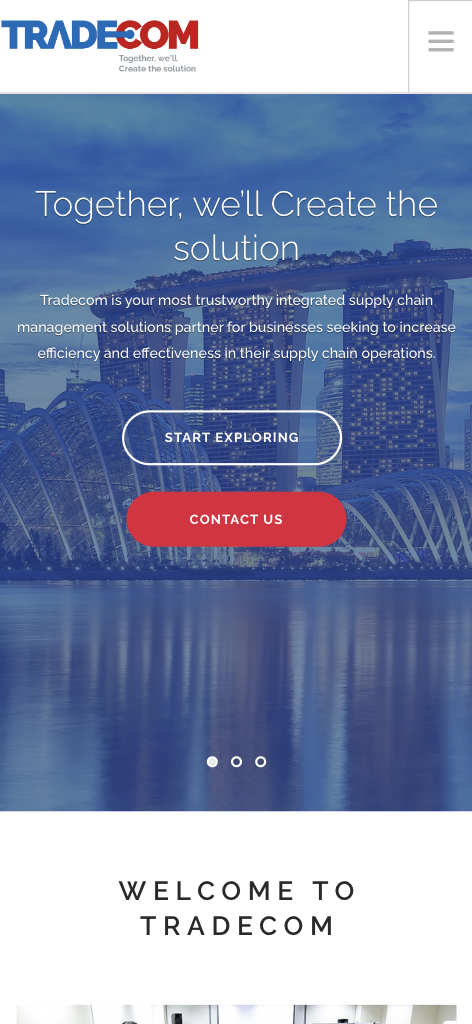 TRADECOM
Together, we'll
Create the solution
Together, we'll Create the
solution
Tradecom is your most trustworthy integrated supply chain
management solutions partner for businesses seeking to increase
efficiency and effectiveness in their supply chain operations.
START EXPLORING
CONTACT US
WELCOME TO
TRADECOM